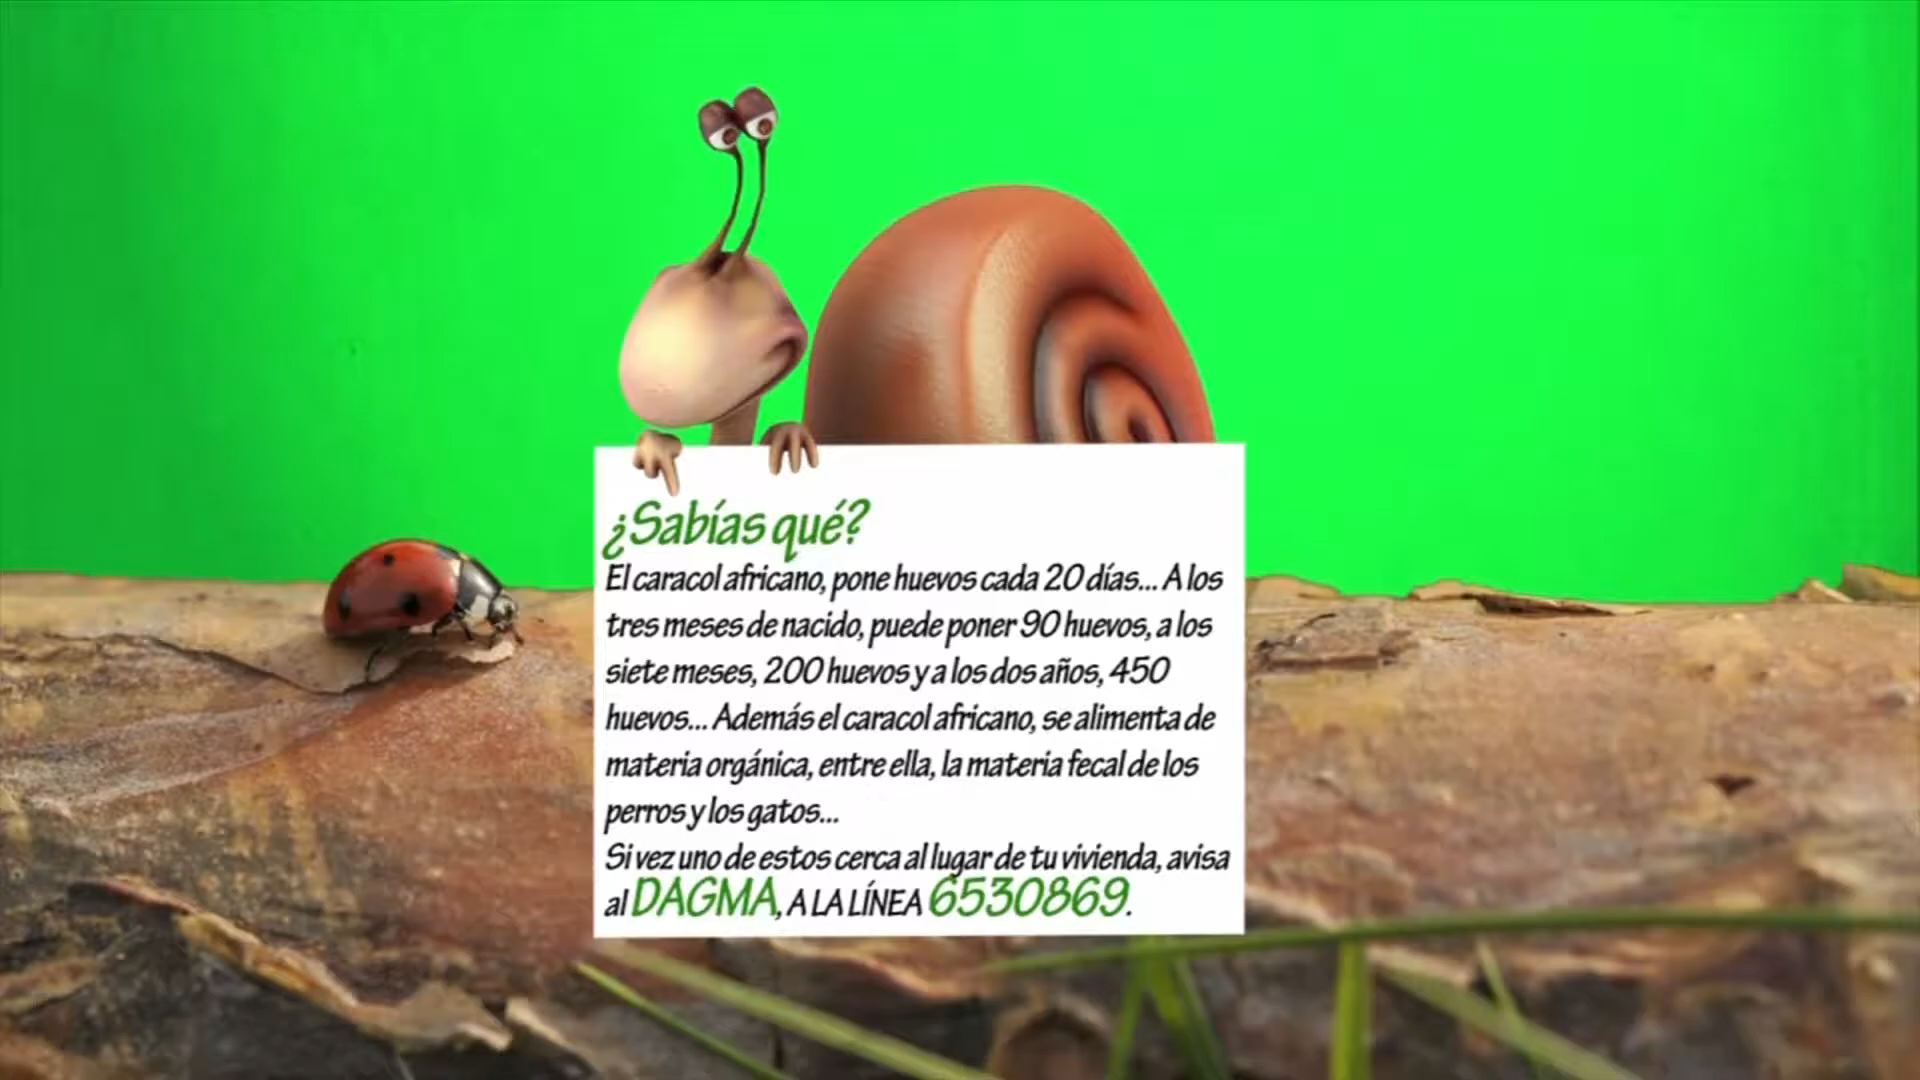 ¿Sabías qué?
El caracol africano, pone huevos cada 20 días... A los
tres meses de nacido, puede poner 90 huevos, a los
siete meses, 200 huevos y a los dos años, 450
huevos... Además el caracol africano, se alimenta de
materia orgánica, entre ella, la materia fecal de los
perros y los gatos...
Si vez uno de estos cerca al lugar de tu vivienda, avisa
al DAGMA, A LA LÍNEA 6530869.